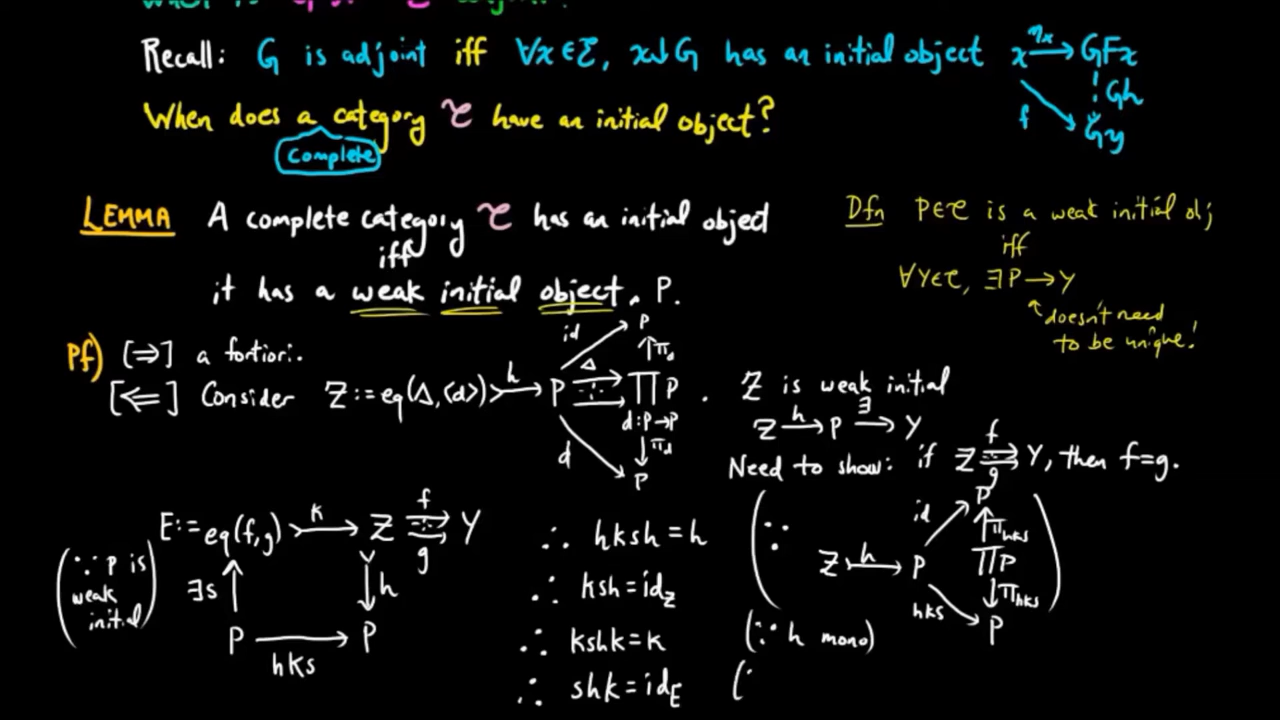 Recall: G is adjoint iff ∀x∈ℰ, x↓G has an initial object
x →ηx GFx
Gh
f
Gy
When does a category 𝒞 have an initial object?
complete
LEMMA A complete category 𝒞 has an initial object
iff
it has a weak initial object, P.
Dfn P∈𝒞 is a weak initial obj
iff
∀Y∈𝒞, ∃P→Y
doesn't need
to be unique!
Pf) [⇒] a fortiori.
[⇐] Consider Z:=eq(Δ,⟨d⟩) ↣h P ⇉Δ ∏ P .
d:P→P
id P
πd
d πd
P
Z is weak initial
Z →h P →∃ Y
Need to show: if Z ⇉ Y, then f=g.
f
g
E:=eq(f,g) ↣k Z ⇉ Y
f
g
(∵ P is
weak
initial)
∃s
h
P → P
hks
∴ hksh=h
∴ ksh=idZ
∴ kshk=k
∴ shk=idE
(∵
Z ↣h P
id P
πhks
∏P
πhks
hks P
)
(∵ h mono)
(